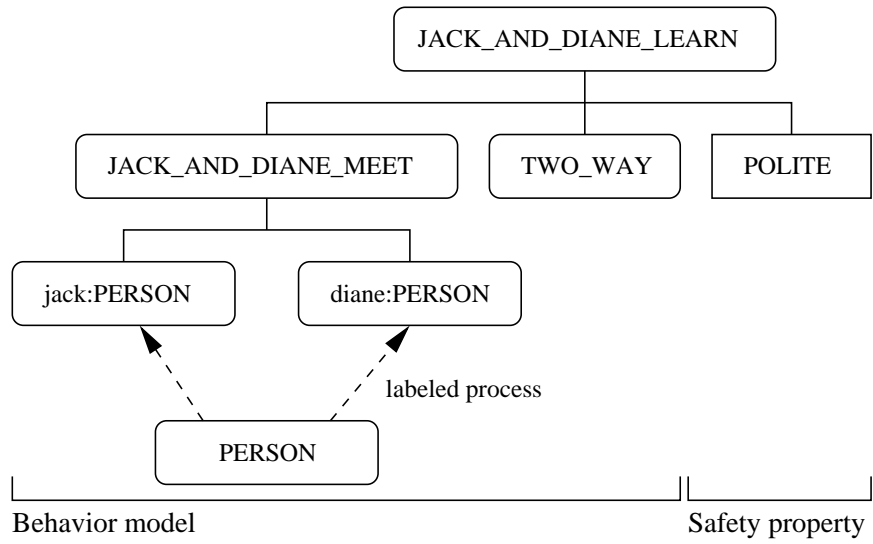 JACK_AND_DIANE_LEARN
JACK_AND_DIANE_MEET
TWO_WAY
POLITE
jack:PERSON
diane:PERSON
labeled process
PERSON
Behavior model
Safety property